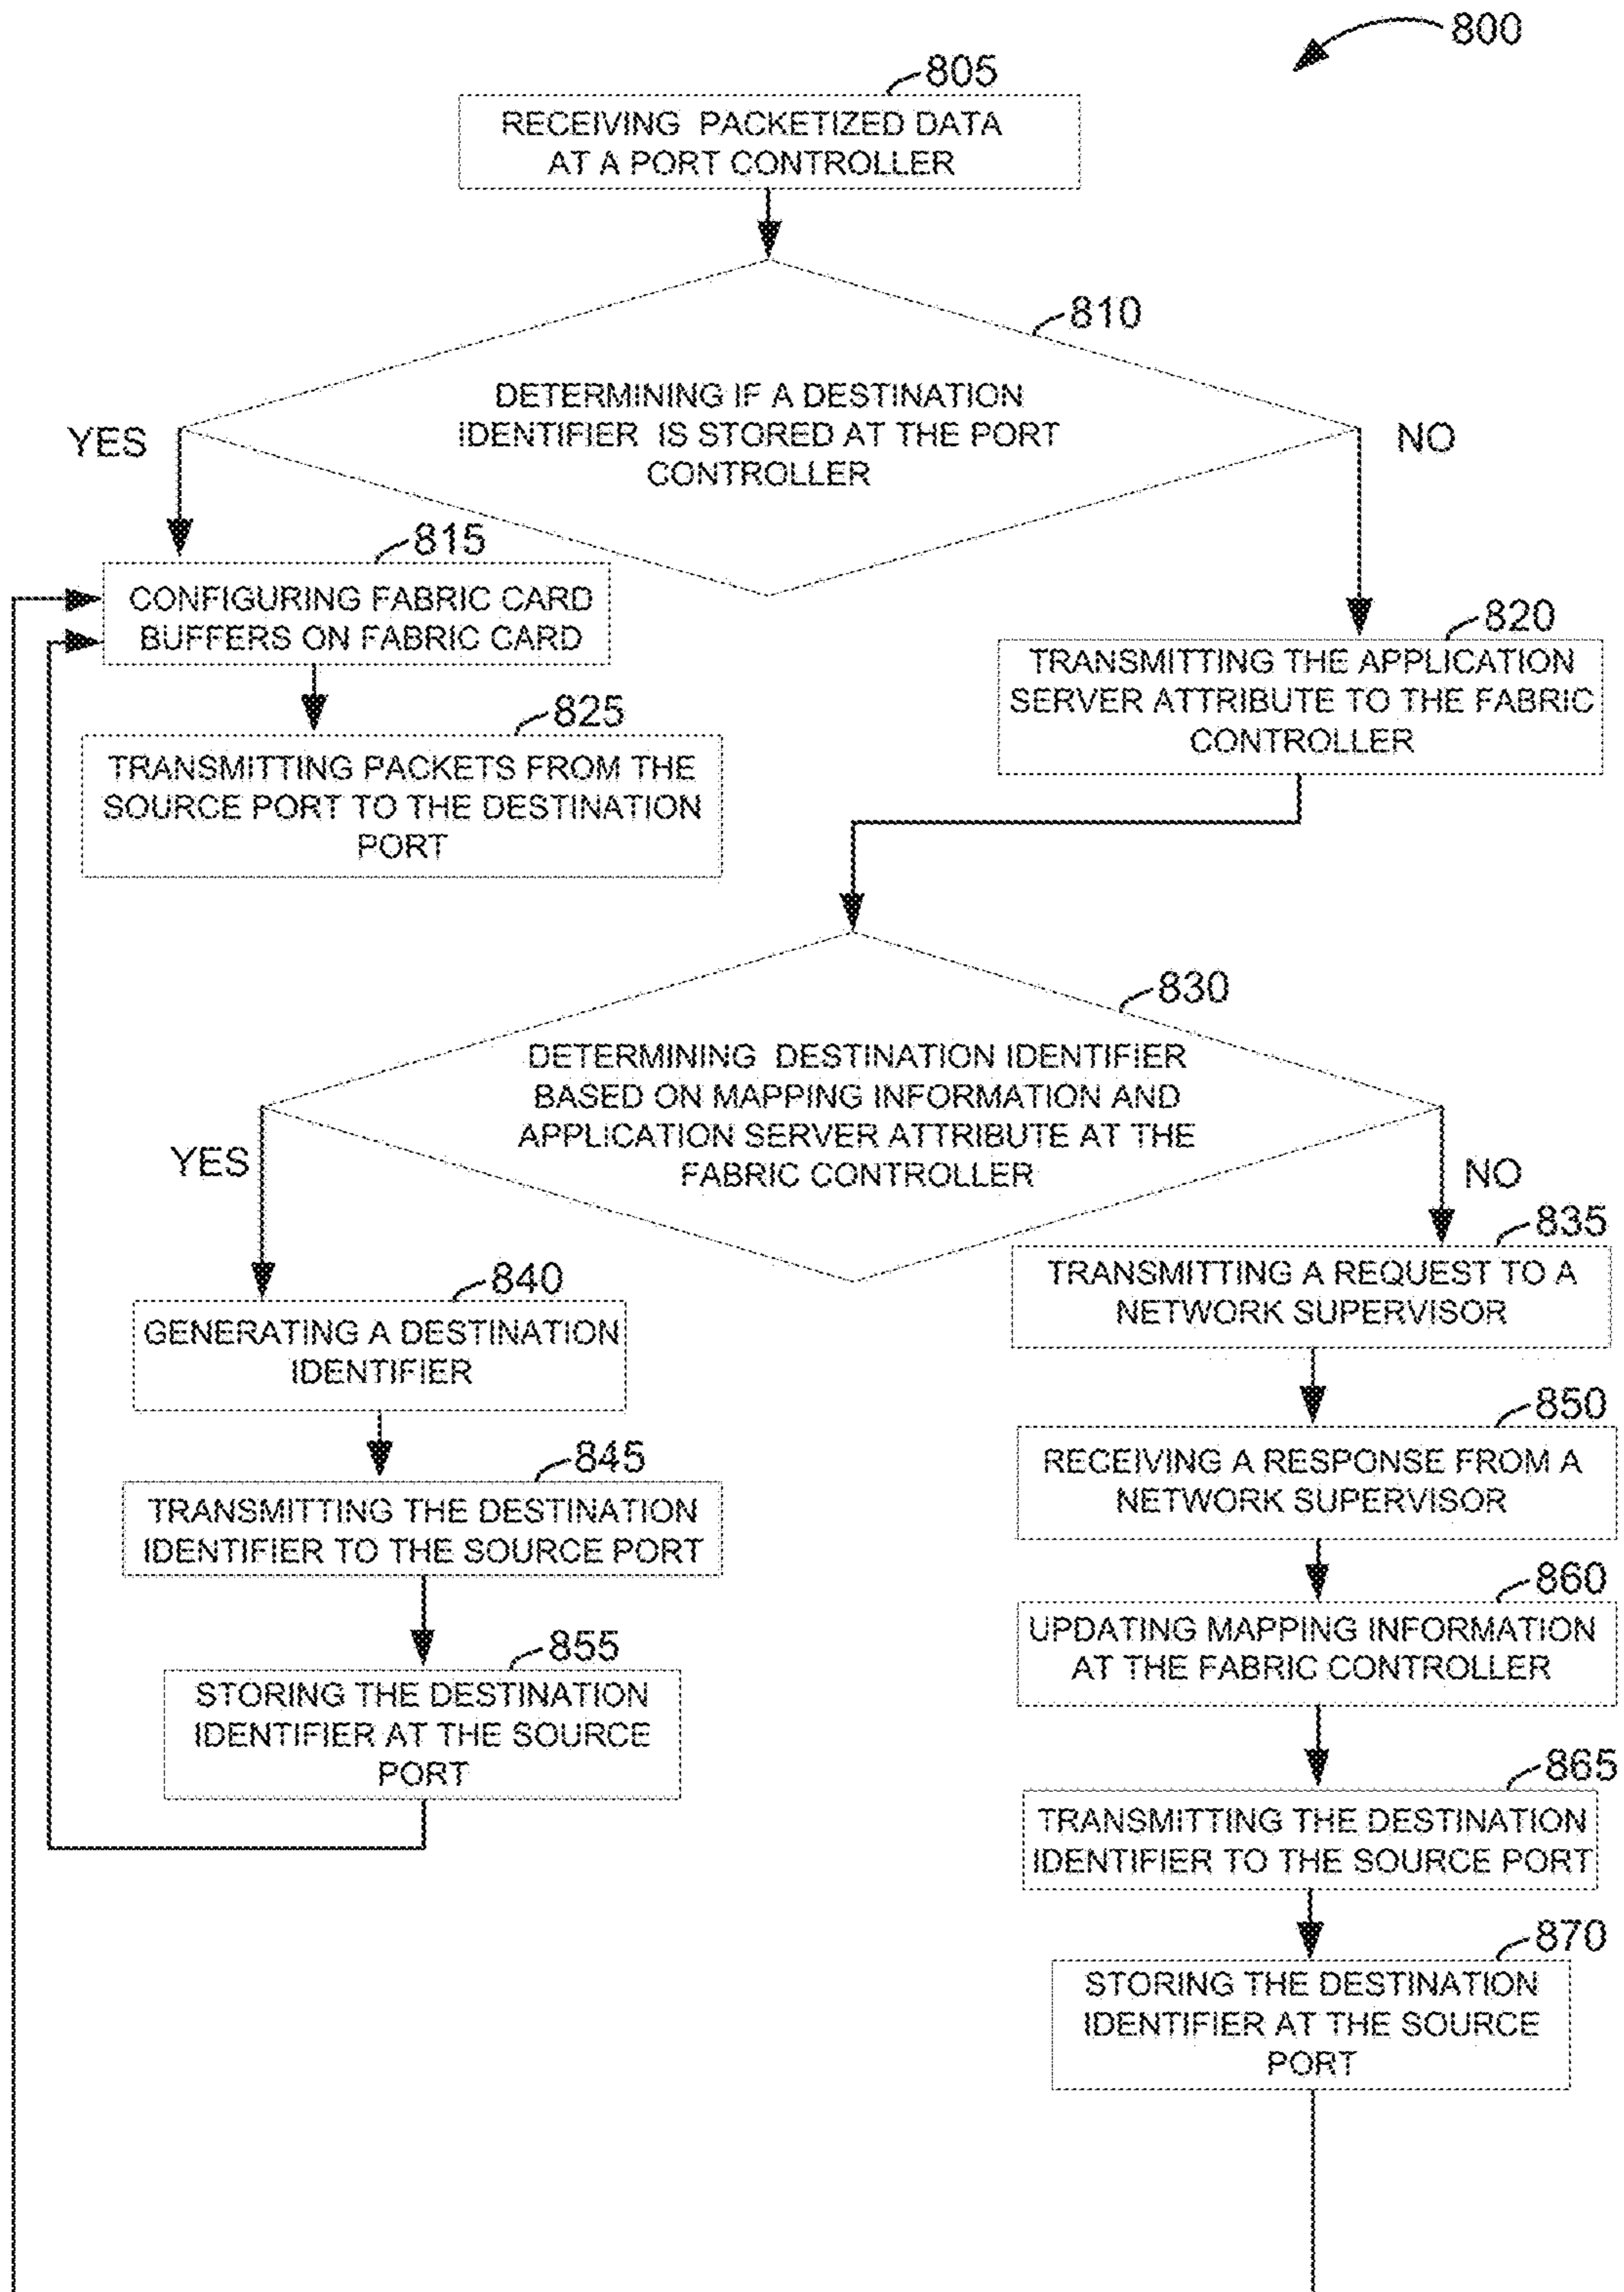 800
805
RECEIVING PACKETIZED DATA
AT A PORT CONTROLLER
810
DETERMINING IF A DESTINATION
IDENTIFIER IS STORED AT THE PORT
CONTROLLER
YES
NO
815
CONFIGURING FABRIC CARD
BUFFERS ON FABRIC CARD
820
TRANSMITTING THE APPLICATION
SERVER ATTRIBUTE TO THE FABRIC
CONTROLLER
825
TRANSMITTING PACKETS FROM THE
SOURCE PORT TO THE DESTINATION
PORT
830
DETERMINING DESTINATION IDENTIFIER
BASED ON MAPPING INFORMATION AND
APPLICATION SERVER ATTRIBUTE AT THE
FABRIC CONTROLLER
YES
NO
835
TRANSMITTING A REQUEST TO A
NETWORK SUPERVISOR
840
GENERATING A DESTINATION
IDENTIFIER
850
RECEIVING A RESPONSE FROM A
NETWORK SUPERVISOR
845
TRANSMITTING THE DESTINATION
IDENTIFIER TO THE SOURCE PORT
860
UPDATING MAPPING INFORMATION
AT THE FABRIC CONTROLLER
855
STORING THE DESTINATION
IDENTIFIER AT THE SOURCE
PORT
865
TRANSMITTING THE DESTINATION
IDENTIFIER TO THE SOURCE PORT
870
STORING THE DESTINATION
IDENTIFIER AT THE SOURCE
PORT